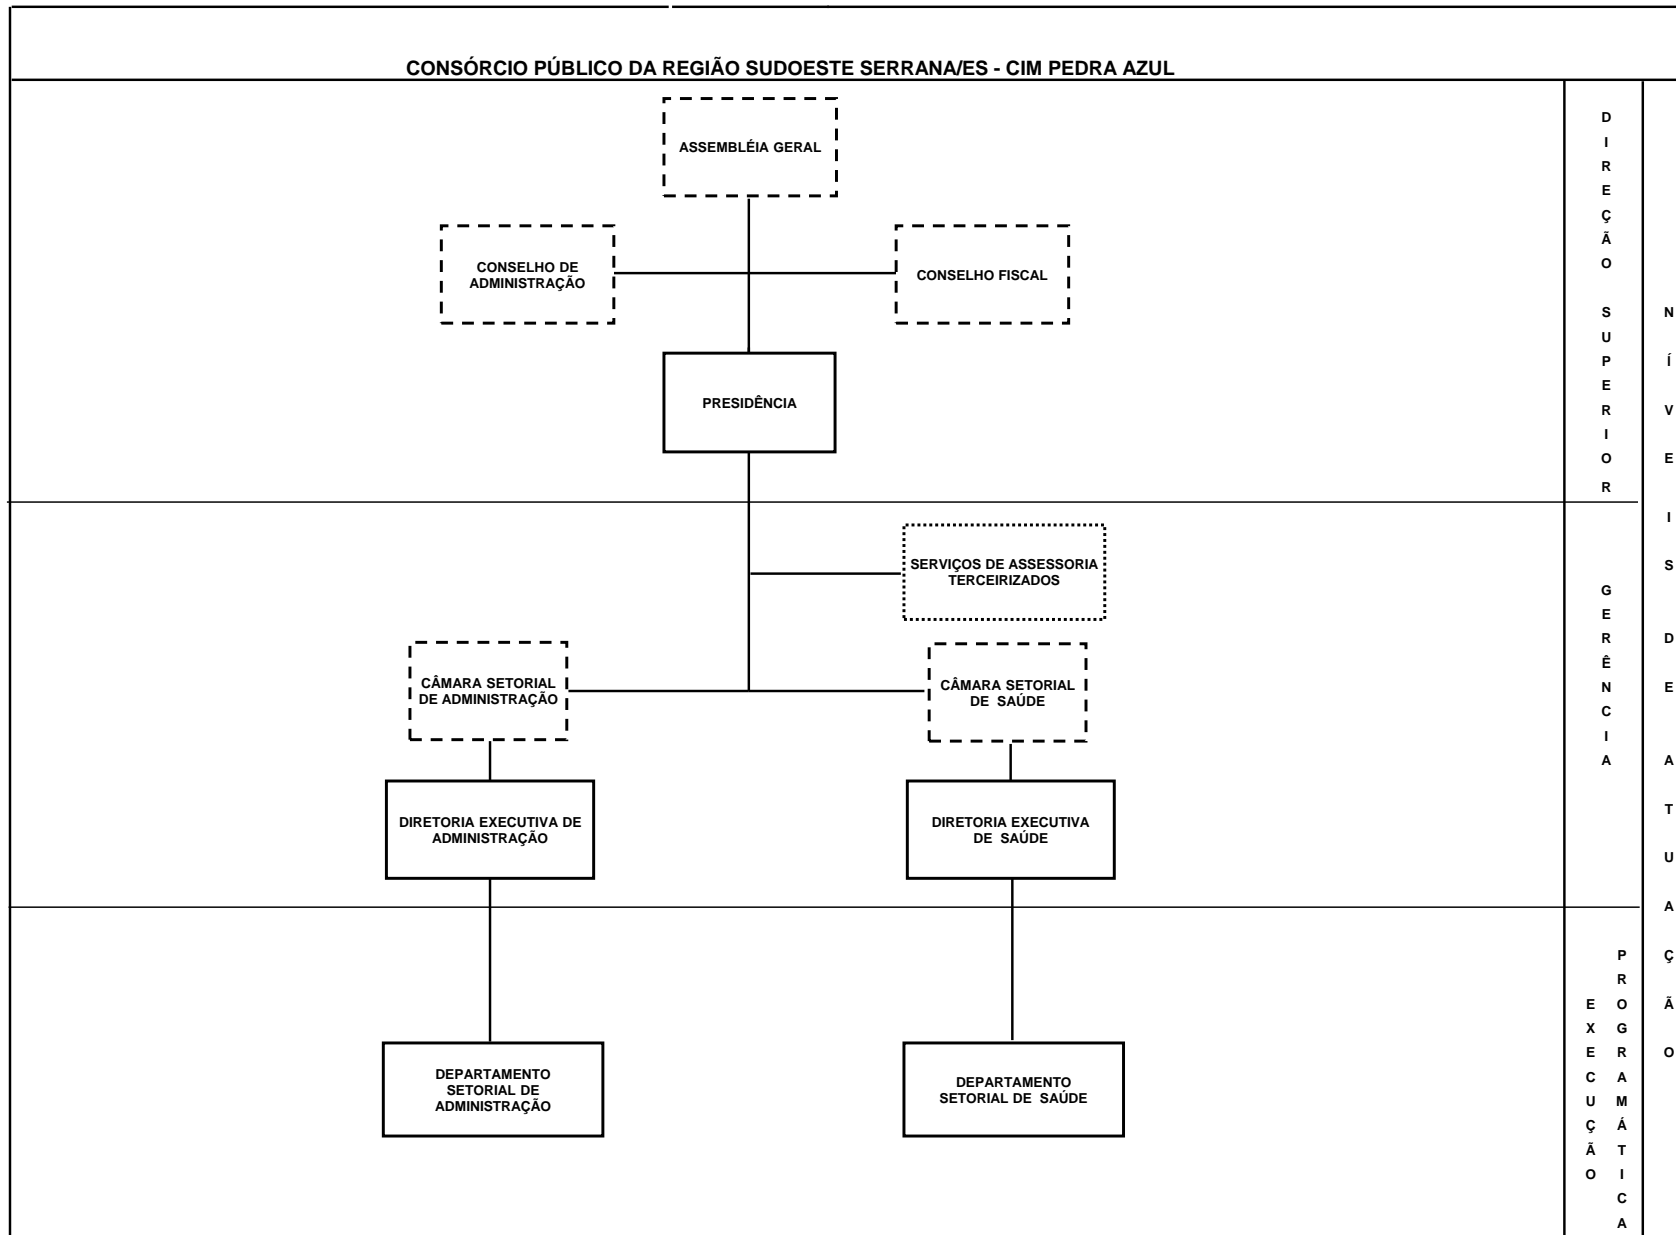 CONSÓRCIO PÚBLICO DA REGIÃO SUDOESTE SERRANA/ES - CIM PEDRA AZUL
ASSEMBLÉIA GERAL
CONSELHO DE
ADMINISTRAÇÃO
CONSELHO FISCAL
PRESIDÊNCIA
SERVIÇOS DE ASSESSORIA
TERCEIRIZADOS
CÂMARA SETORIAL
DE ADMINISTRAÇÃO
CÂMARA SETORIAL
DE SAÚDE
DIRETORIA EXECUTIVA DE
ADMINISTRAÇÃO
DIRETORIA EXECUTIVA
DE SAÚDE
DEPARTAMENTO
SETORIAL DE
ADMINISTRAÇÃO
DEPARTAMENTO
SETORIAL DE SAÚDE
DIREÇÃO SUPERIOR
GERÊNCIA
EXECUÇÃO
PROGRAMÁTICA
NÍVEIS DE ATUAÇÃO